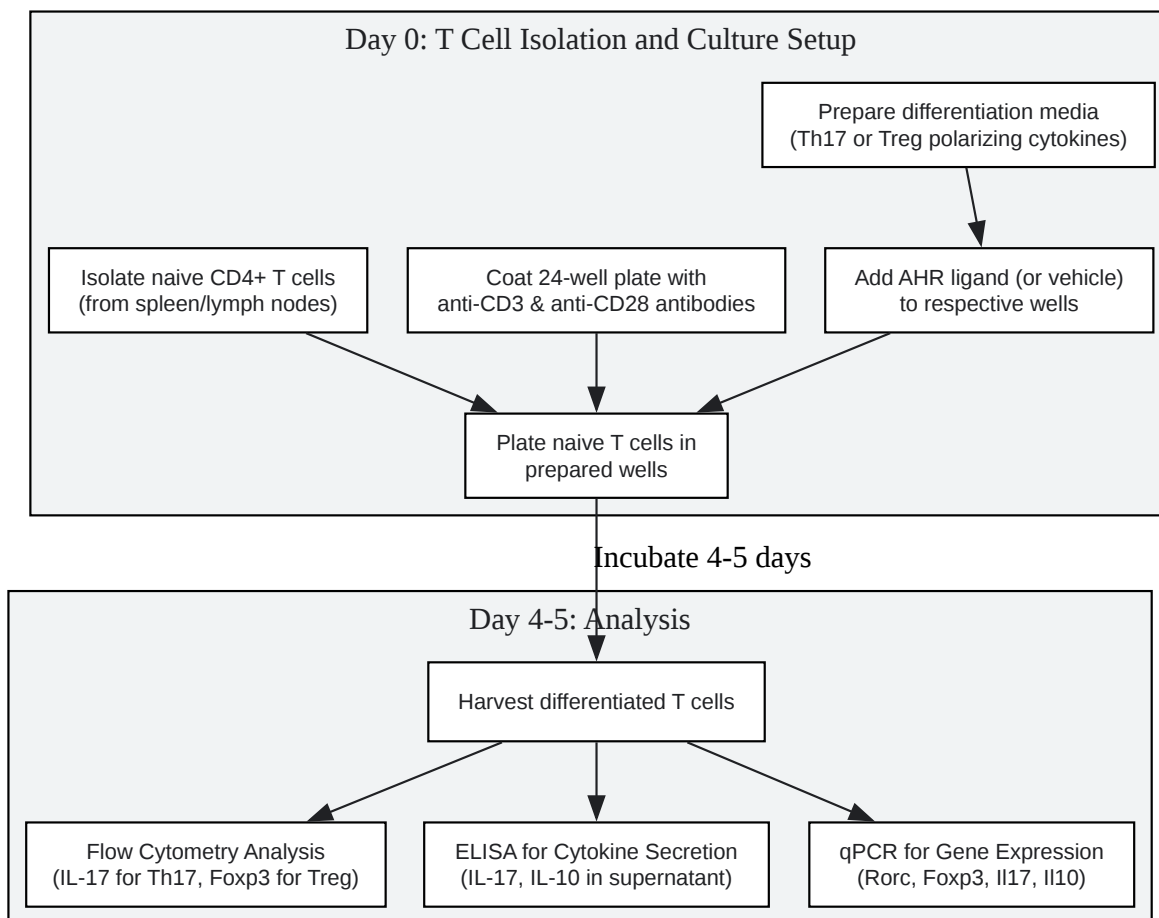 Day 0: T Cell Isolation and Culture Setup
Prepare differentiation media
(Th17 or Treg polarizing cytokines)
Isolate naive CD4+ T cells
(from spleen/lymph nodes)
Coat 24-well plate with
anti-CD3 & anti-CD28 antibodies
Add AHR ligand (or vehicle)
to respective wells
Plate naive T cells in
prepared wells
Incubate 4-5 days
Day 4-5: Analysis
Harvest differentiated T cells
Flow Cytometry Analysis
(IL-17 for Th17, Foxp3 for Treg)
ELISA for Cytokine Secretion
(IL-17, IL-10 in supernatant)
qPCR for Gene Expression
(Rorc, Foxp3, Il17, Il10)